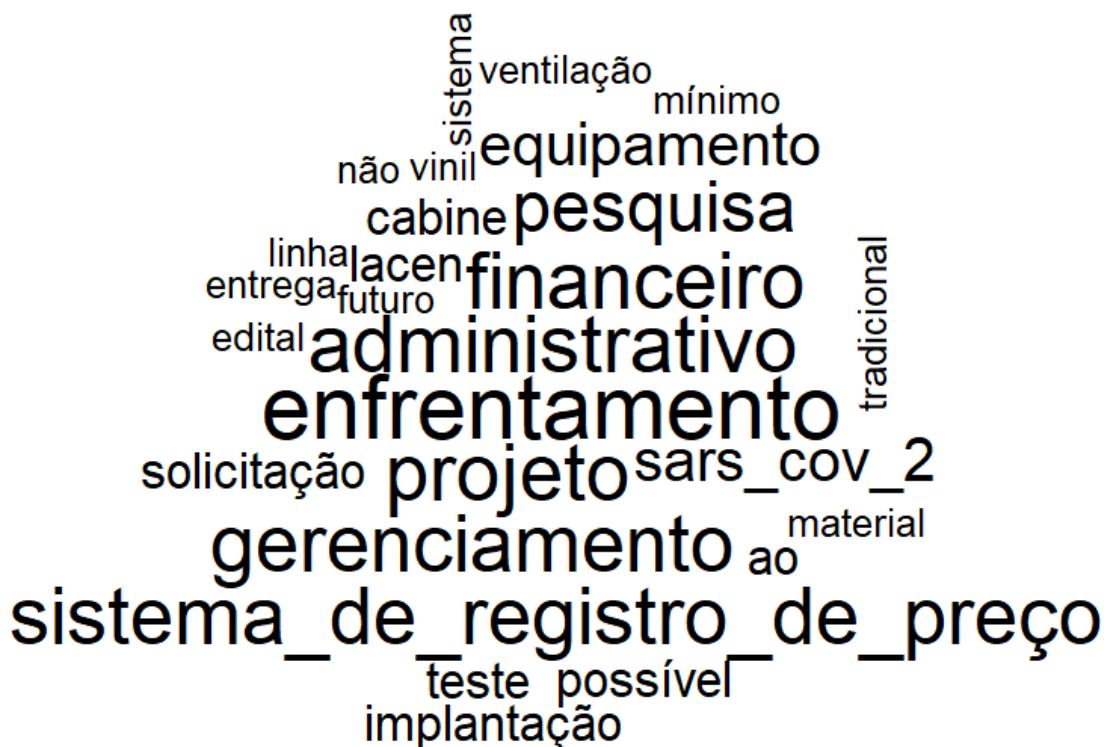 sistema
ventilação
mínimo
equipamento
não vinil
cabine pesquisa
linha lacen financeiro
entrega futuro
tradicional
edital administrativo
enfrentamento
solicitação projeto sars_cov_2
gerenciamento ao material
sistema_de_registro_de_preço
teste possível
implantação